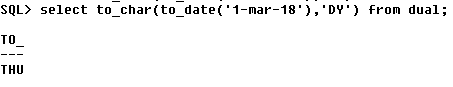 SQL> select to_char(to_date('1-mar-18'),'DY') from dual;
TO_
---
THU